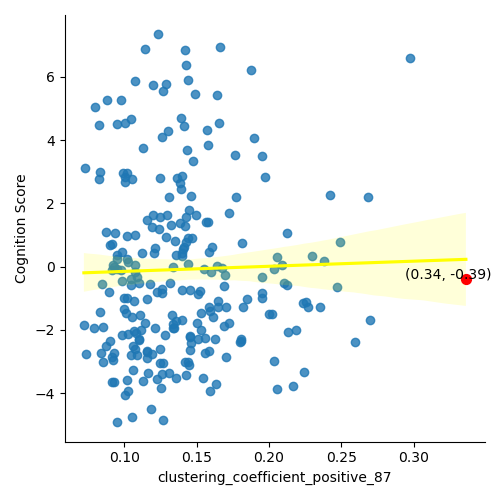 6
4
2
0
−2
−4
Cognition Score
(0.34, -0.39)
0.10 0.15 0.20 0.25 0.30
clustering_coefficient_positive_87